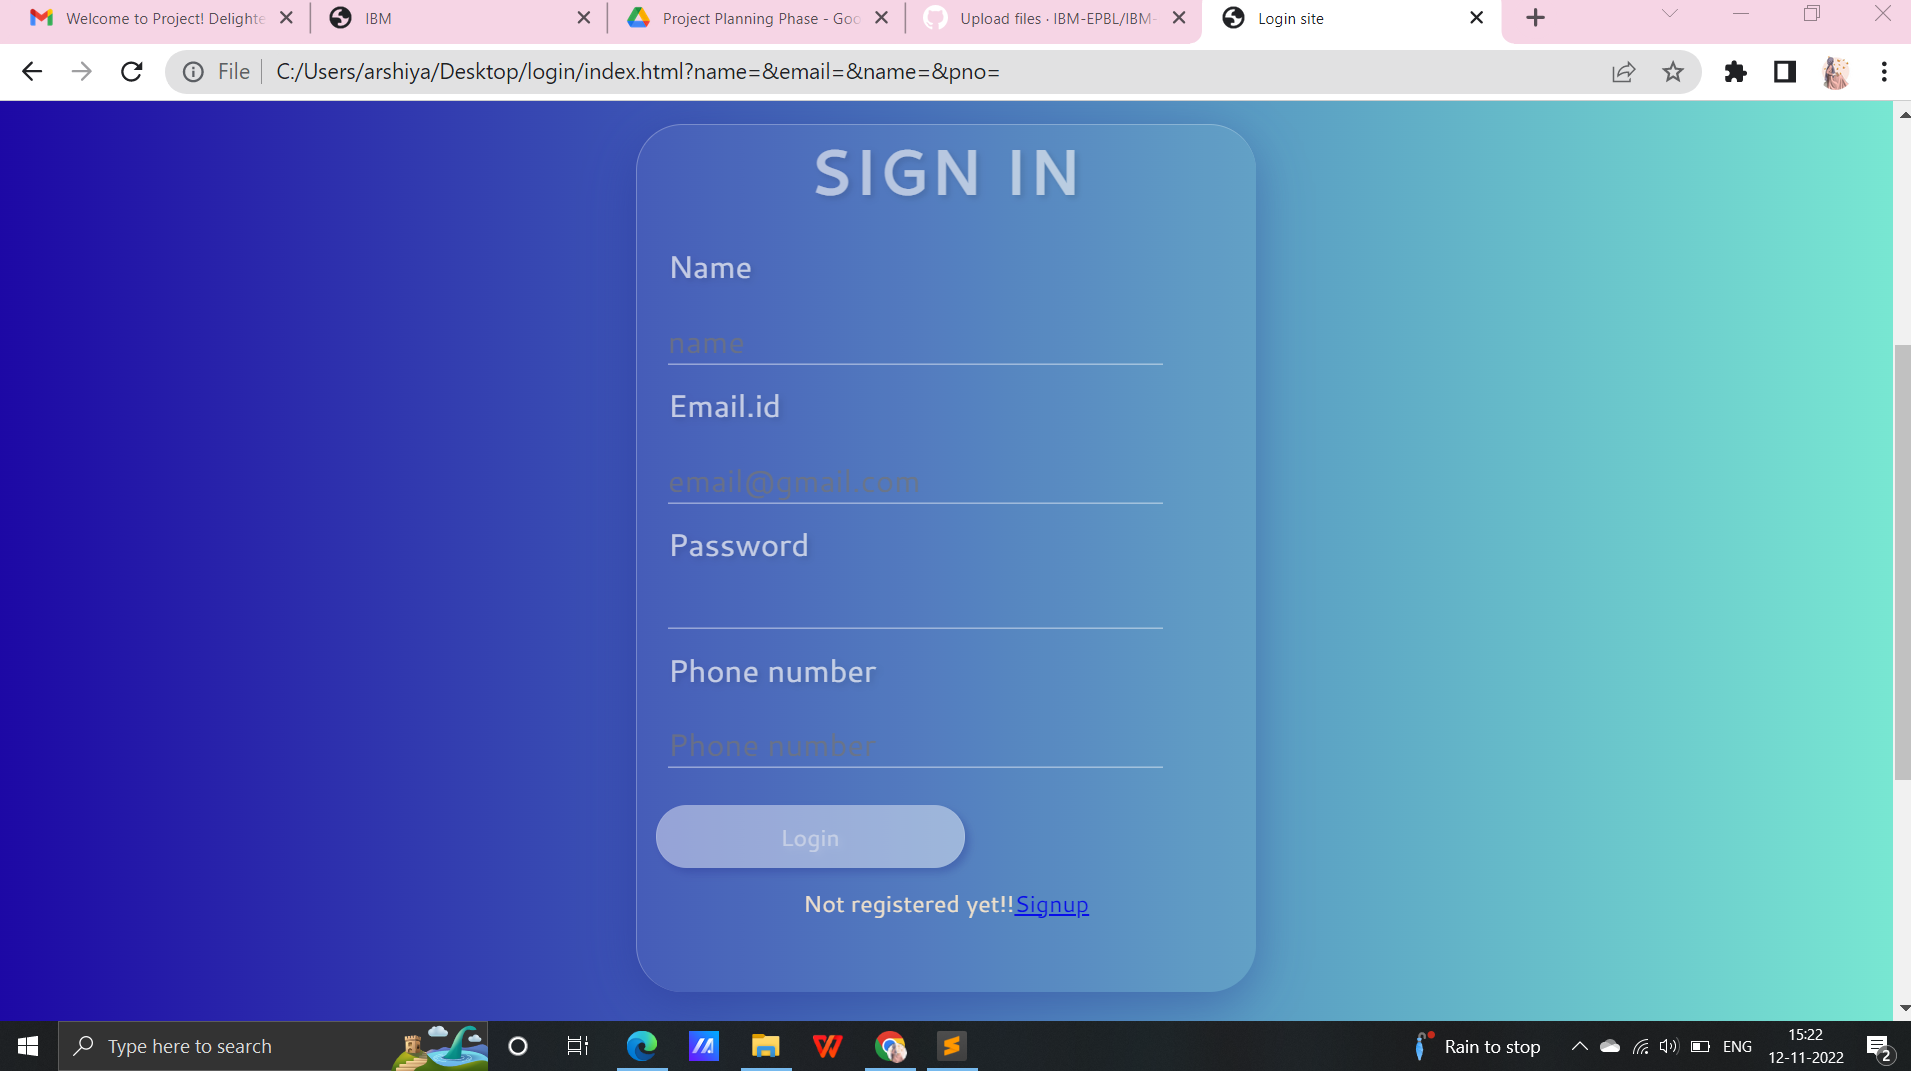 Welcome to Project! Delighte
IBM
Project Planning Phase - Goo
Upload files · IBM-EPBL/IBM-
Login site
File
C:/Users/arshiya/Desktop/login/index.html?name=&email=&name=&pno=
SIGN IN
Name
name
Email.id
email@gmail.com
Password
Phone number
Phone number
Login
Not registered yet!!Signup
Type here to search
Rain to stop
ENG
15:22
12-11-2022
2